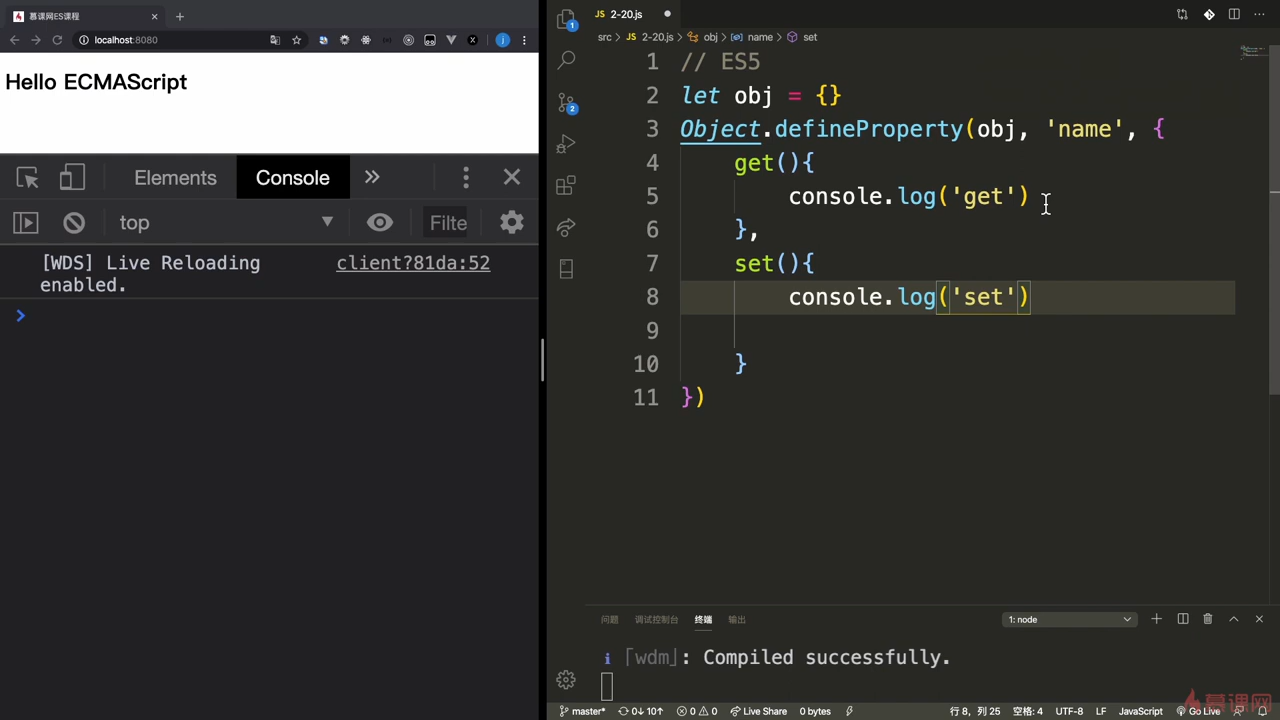 慕课网ES课程
localhost:8080
Hello ECMAScript
Elements
Console
top
Filte
[WDS] Live Reloading
enabled.
client?81da:52
2-20.js
src > JS 2-20.js > obj > name > set
1 // ES5
2 let obj = {}
3 Object.defineProperty(obj, 'name', {
4 get(){
5 console.log('get')
6 },
7 set(){
8 console.log('set')
9
10 }
11 })
问题
调试控制台
终端
输出
1: node
i ｢wdm｣: Compiled successfully.
master*
0↓ 10↑
0
0
Live Share
0 bytes
行 8, 列 25
空格: 4
UTF-8
LF
JavaScript
Go Live
慕课网